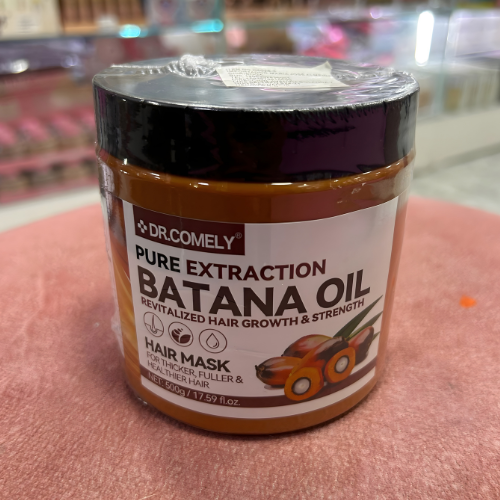 DR.COMELY®
PURE EXTRACTION
BATANA OIL
REVITALIZED HAIR GROWTH & STRENGTH
HAIR MASK
FOR THICKER, FULLER &
HEALTHIER HAIR
NET 500g / 17.59 fl.oz.